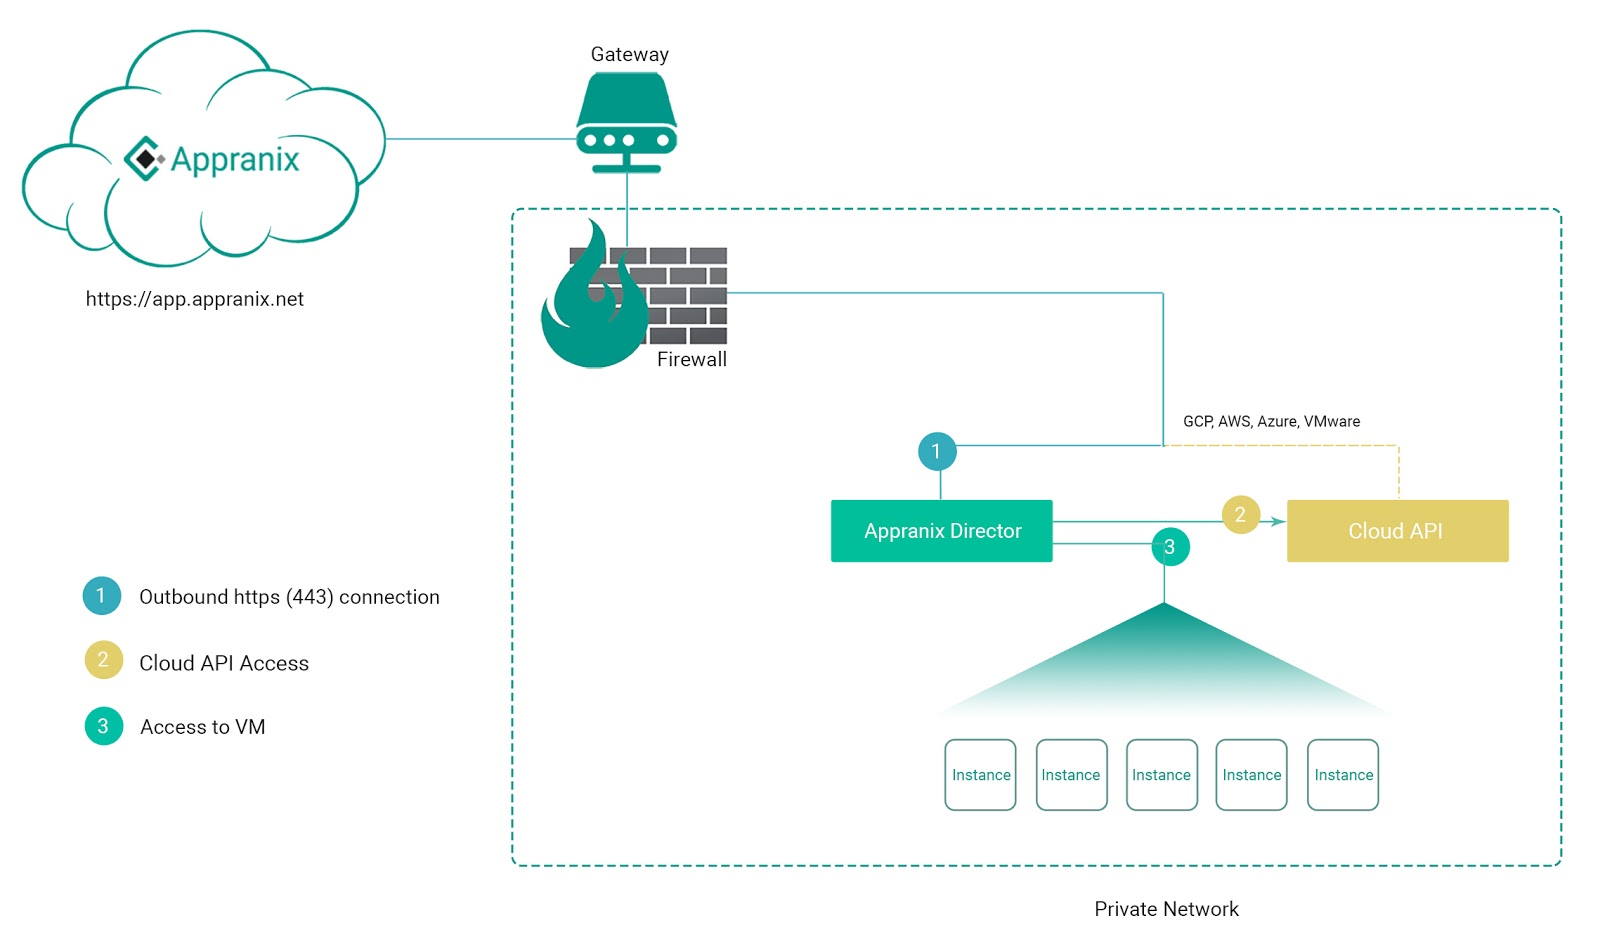 Gateway
Appranix
https://app.appranix.net
Firewall
GCP, AWS, Azure, VMware
1
Appranix Director
2
Cloud API
3
1 Outbound https (443) connection
2 Cloud API Access
3 Access to VM
Instance Instance Instance Instance Instance
Private Network